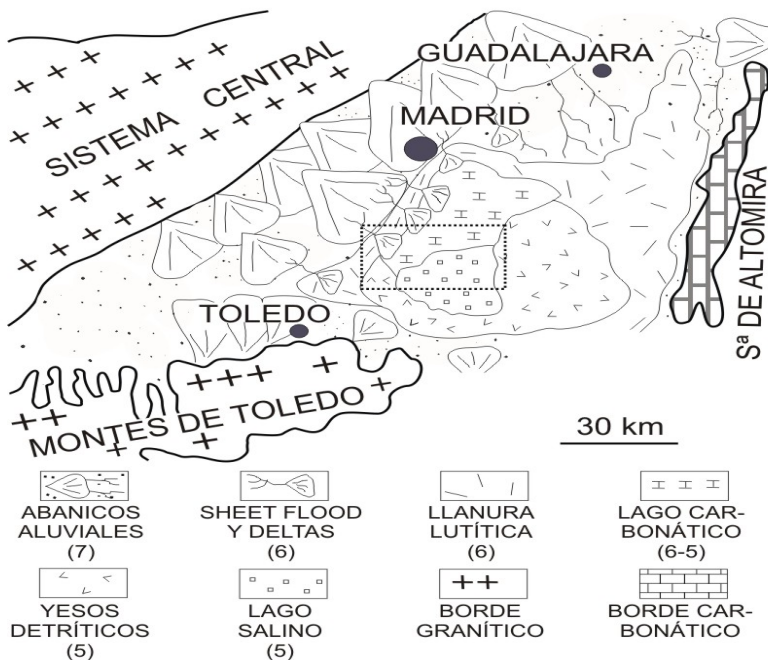 GUADALAJARA
SISTEMA CENTRAL
MADRID
Sª DE ALTOMIRA
TOLEDO
MONTES DE TOLEDO
30 km
ABANICOS
ALUVIALES
(7)
SHEET FLOOD
Y DELTAS
(6)
LLANURA
LUTÍTICA
(6)
LAGO CAR-
BONÁTICO
(6-5)
YESOS
DETRÍTICOS
(5)
LAGO
SALINO
(5)
BORDE
GRANÍTICO
BORDE CAR-
BONÁTICO